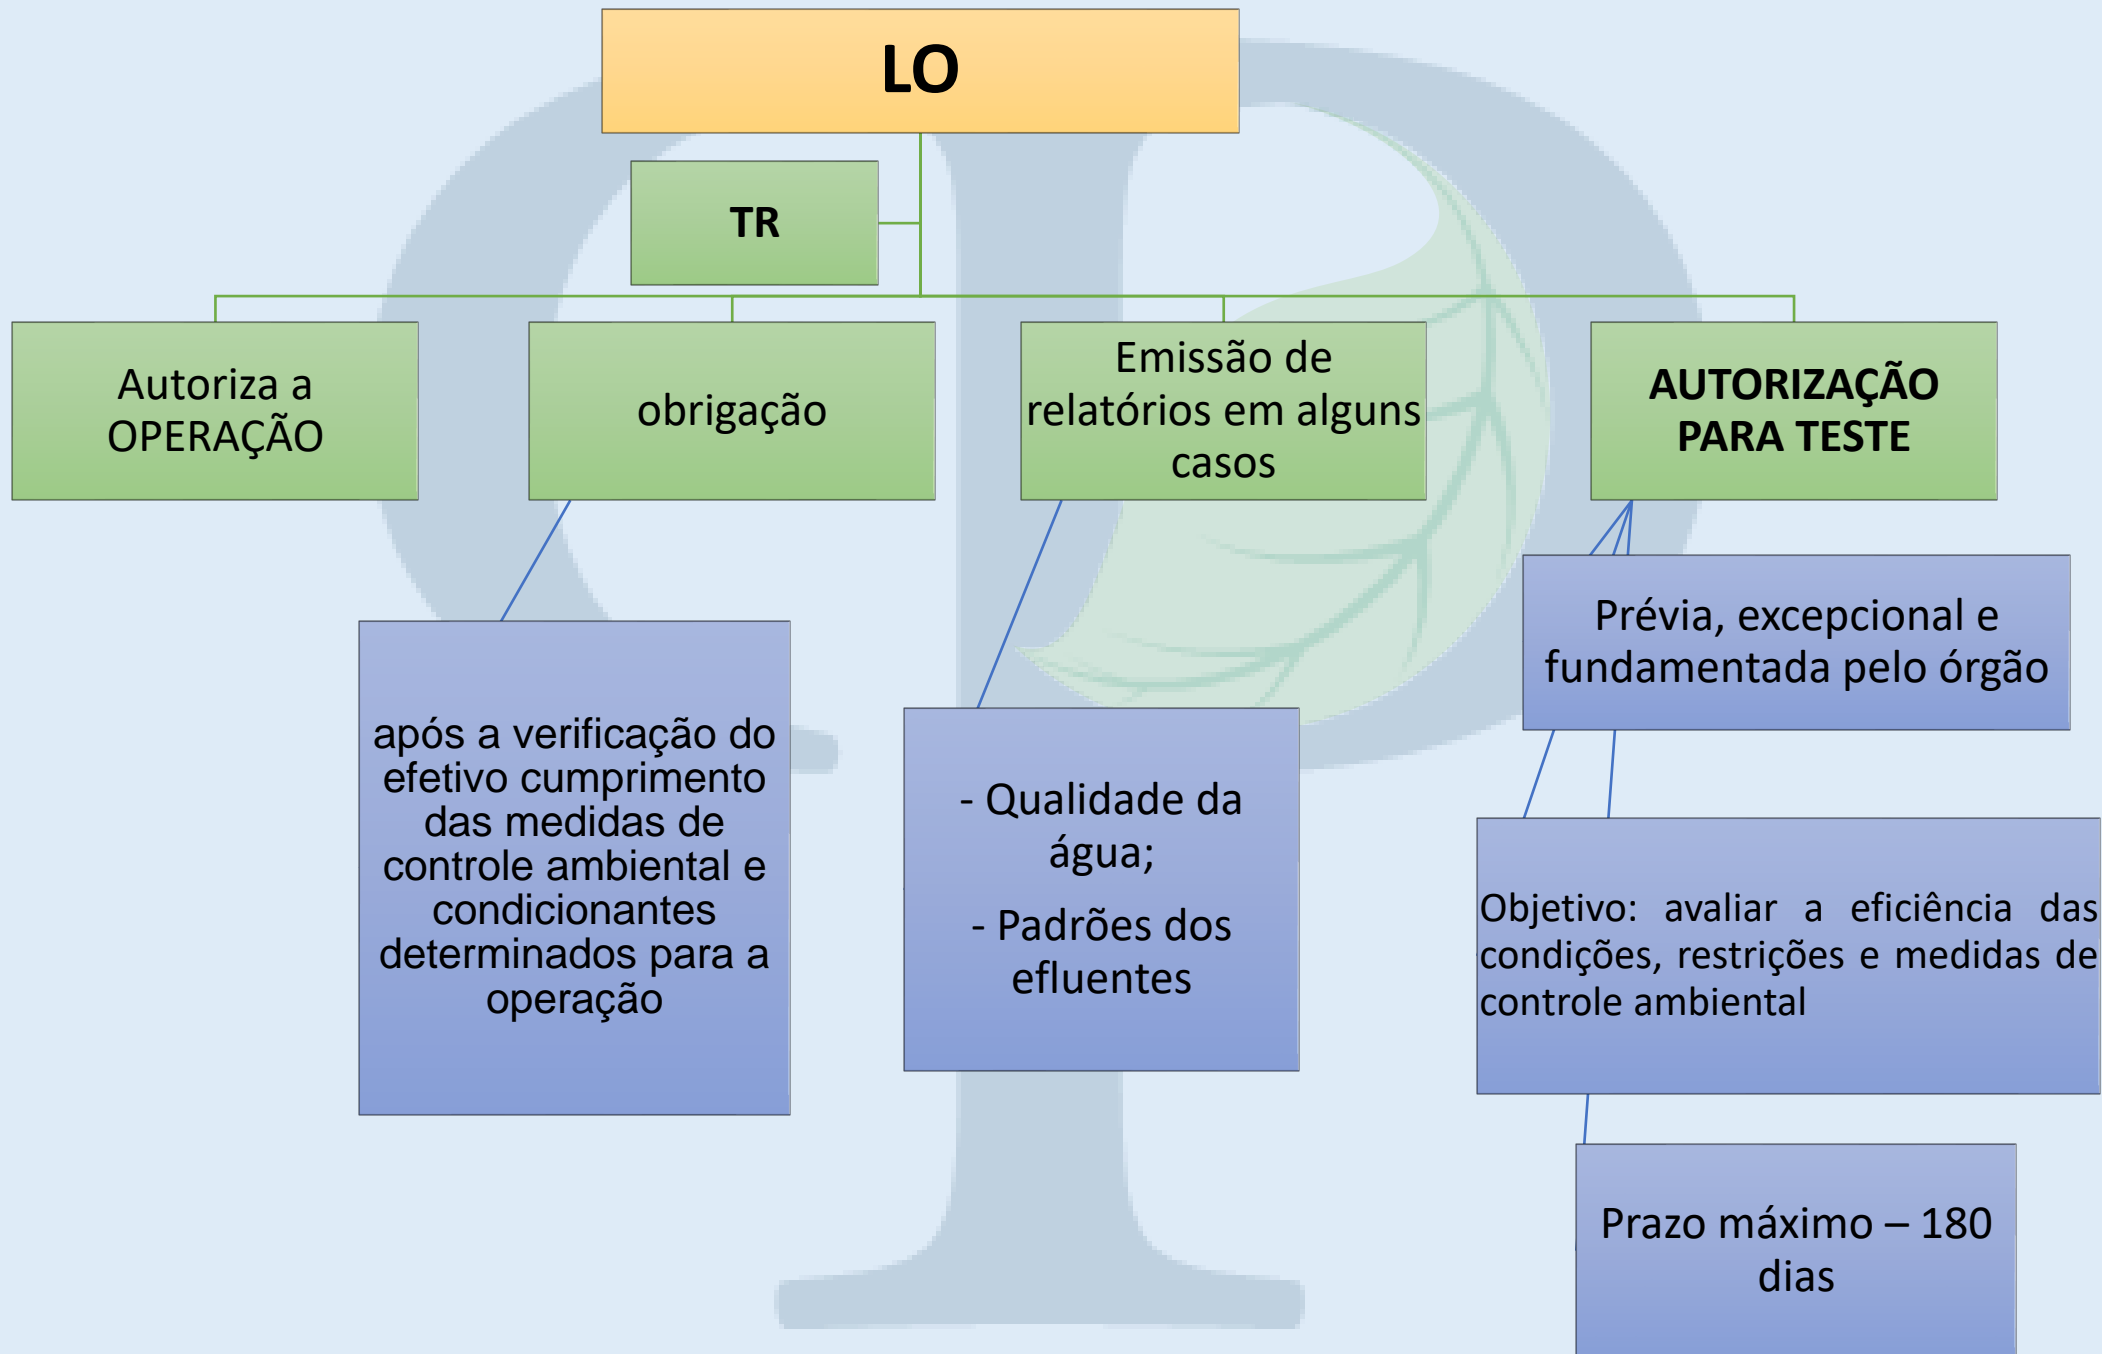 LO
TR
Autoriza a
OPERAÇÃO
obrigação
Emissão de
relatórios em alguns
casos
AUTORIZAÇÃO
PARA TESTE
após a verificação do
efetivo cumprimento
das medidas de
controle ambiental e
condicionantes
determinados para a
operação
- Qualidade da
água;
- Padrões dos
efluentes
Prévia, excepcional e
fundamentada pelo órgão
Objetivo: avaliar a eficiência das
condições, restrições e medidas de
controle ambiental
Prazo máximo – 180
dias